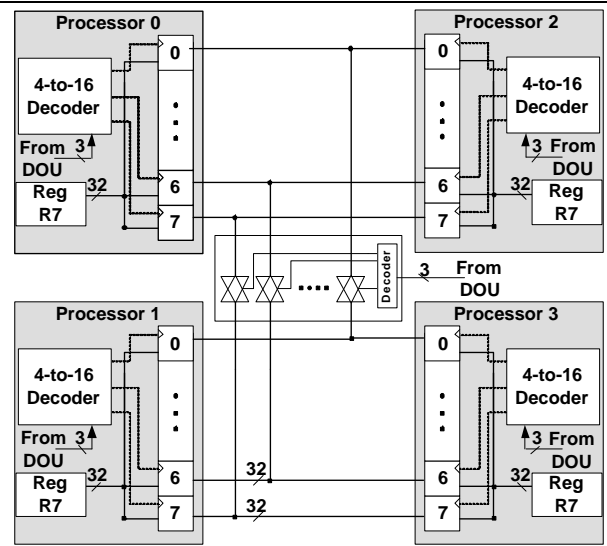 Processor 0
4-to-16
Decoder
From
DOU
3
Reg
R7
32
0
6
7
Processor 2
0
6
7
4-to-16
Decoder
3
From
DOU
32
Reg
R7
Decoder
3
From
DOU
Processor 1
4-to-16
Decoder
From
DOU
3
Reg
R7
32
0
6
7
32
32
Processor 3
0
6
7
4-to-16
Decoder
3
From
DOU
32
Reg
R7